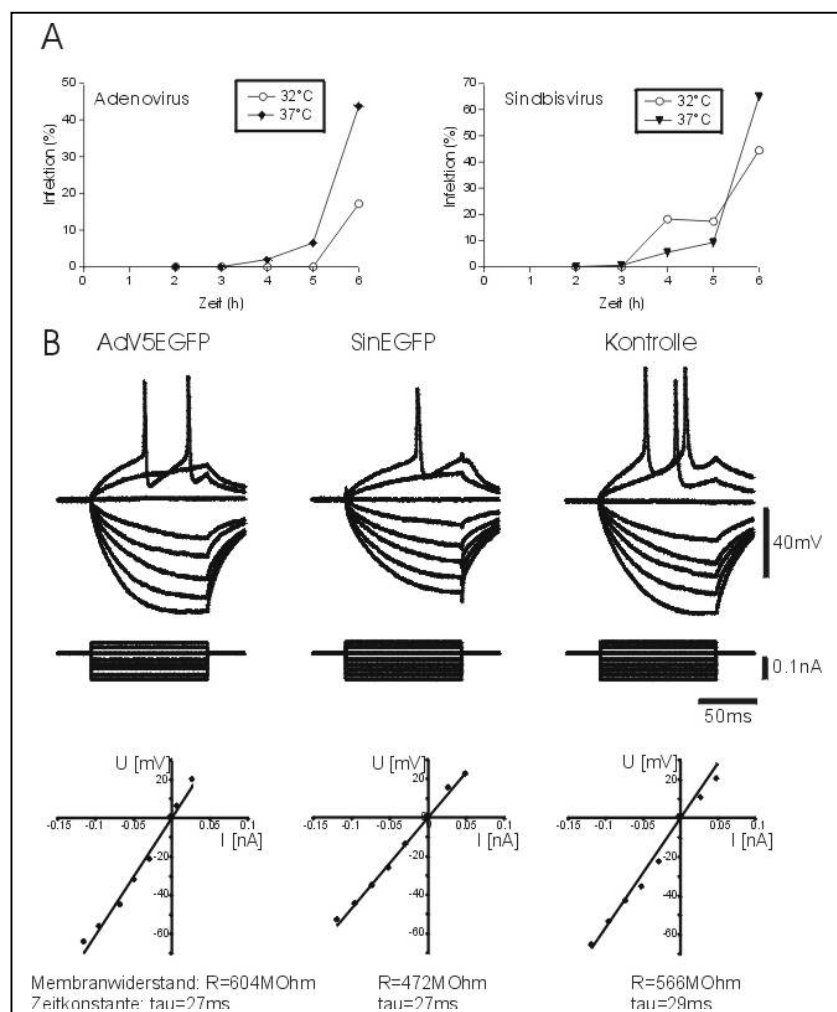 A
Adenovirus
32°C
37°C
Infektion (%)
50
40
30
20
10
0
0 1 2 3 4 5 6
Zeit (h)
Sindbisvirus
32°C
37°C
Infektion (%)
70
60
50
40
30
20
10
0
0 1 2 3 4 5 6
Zeit (h)
B
AdV5EGFP SinEGFP Kontrolle
40mV
0.1nA
50ms
U [mV]
20
-0.15 -0.1 -0.05 0 0.05 0.1
I [nA]
-20
-40
-60
U [mV]
20
-0.15 -0.1 -0.05 0 0.05 0.1
I [nA]
-20
-40
-60
U [mV]
20
-0.15 -0.1 -0.05 0 0.05 0.1
I [nA]
-20
-40
-60
Membranwiderstand: R=604MOhm R=472MOhm R=566MOhm
Zeitkonstante: tau=27ms tau=27ms tau=29ms